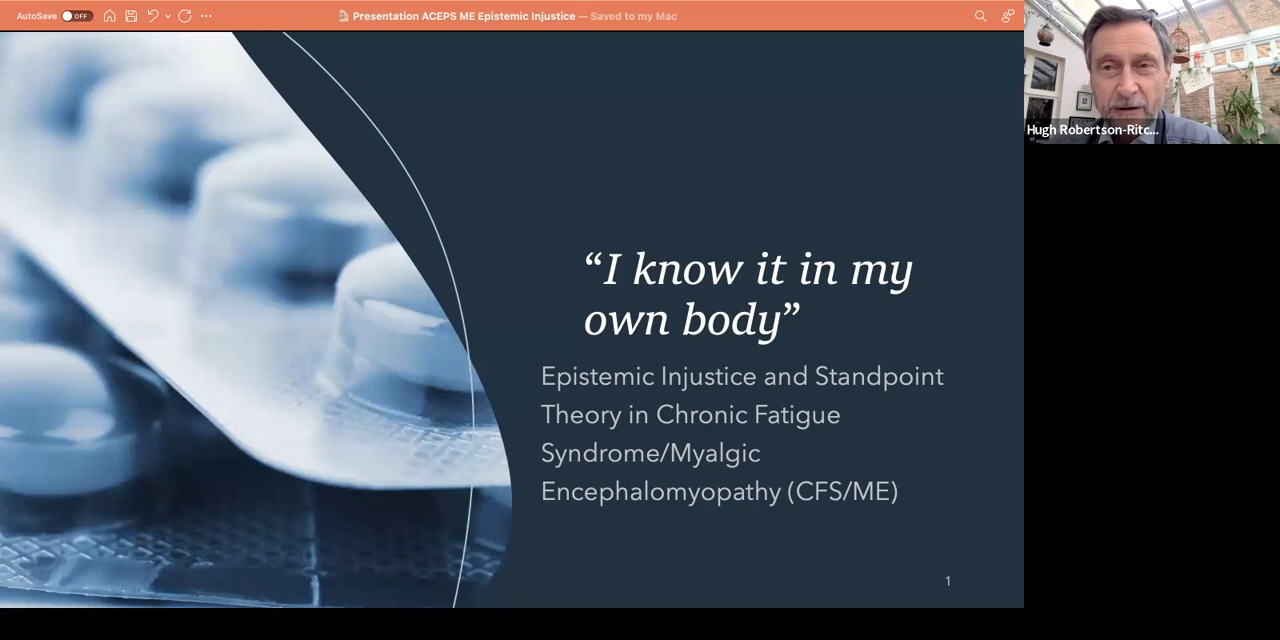 AutoSave OFF
Presentation ACEPS ME Epistemic Injustice — Saved to my Mac
Hugh Robertson-Ritc...
“I know it in my
own body”
Epistemic Injustice and Standpoint
Theory in Chronic Fatigue
Syndrome/Myalgic
Encephalomyopathy (CFS/ME)
1